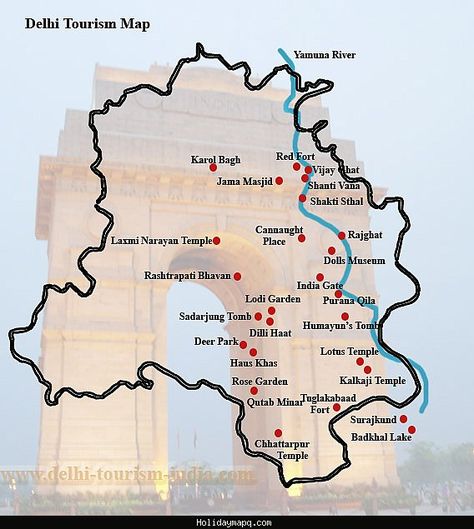 Delhi Tourism Map
Yamuna River
Karol Bagh
Red Fort
Vijay Ghat
Jama Masjid
Shanti Vana
Shakti Sthal
Cannaught
Place
Rajghat
Laxmi Narayan Temple
Dolls Museum
Rashtrapati Bhavan
India Gate
Lodi Garden
Purana Qila
Sadarjung Tomb
Humayun's Tomb
Dilli Haat
Deer Park
Haus Khas
Lotus Temple
Kalkaji Temple
Rose Garden
Qutab Minar
Tuglakabaad
Fort
Surajkund
Badkhal Lake
Chhattarpur
Temple
www.delhi-tourism-india.com
Holidaymapq.com